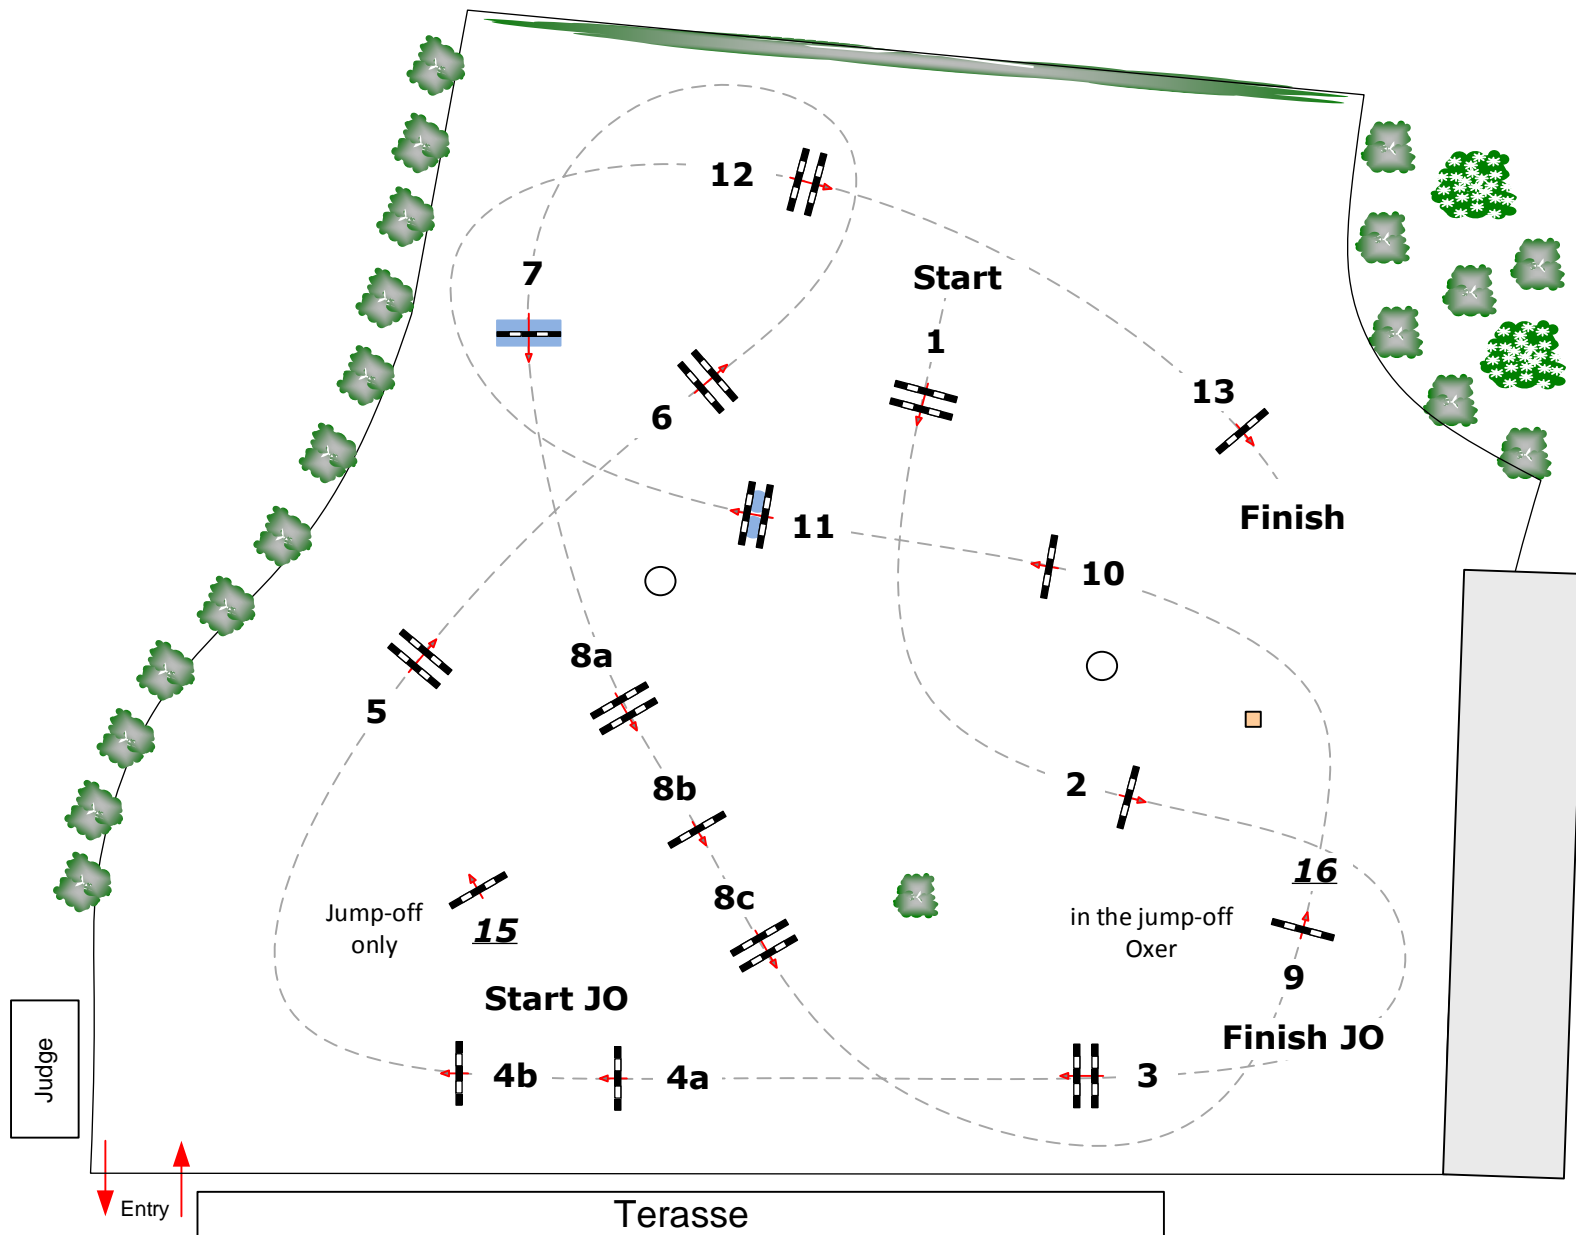 12
7
Start
1
13
6
Finish
11
10
8a
5
8b
2
16
8c
Jump-off
only
15
in the jump-off
Oxer
9
Start JO
Finish JO
4b
4a
3
Judge
Entry
Terasse